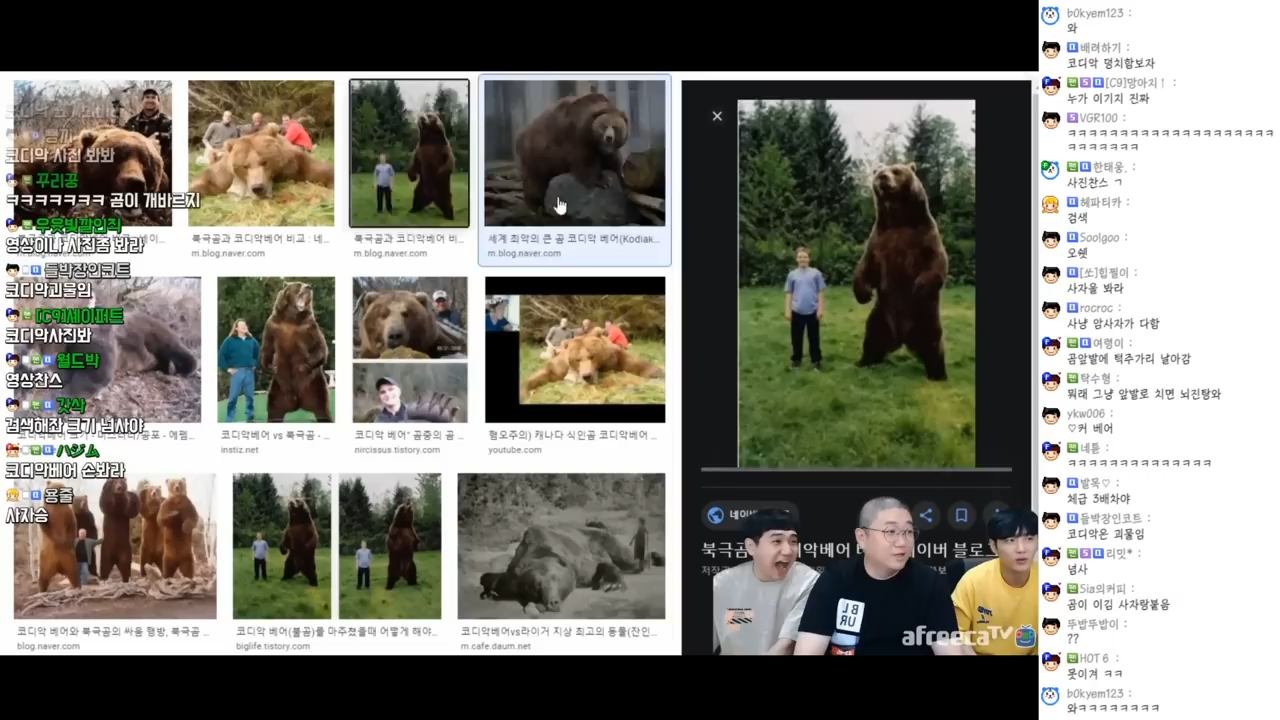 코디악 사진 봐봐
꾸리꿍
ㅋㅋㅋㅋㅋㅋㅋ 곰이 개바르지
우윳빛깔인직
영상이나 사진좀 봐라
들박장인코트
코디악괴물임
[C9]세이퍼트
코디악사진봐
월드박
영상찬스
갓삭
검색해좌 크기 넘사야
ハジム
코디악베어 손봐라
용줄
사자승
북극곰과 코디악베어 비교 : 네...
m.blog.naver.com
북극곰과 코디악베어 비...
m.blog.naver.com
세계 최악의 큰 곰 코디악 베어(Kodiak...
m.blog.naver.com
코디악베어 vs 북극곰 - ...
instiz.net
코디악 베어" 곰중의 곰 ...
nircissus.tistory.com
혐오주의) 캐나다 식인곰 코디악베어 ...
youtube.com
코디악 베어와 북극곰의 싸움 행방, 북극곰 ...
blog.naver.com
코디악 베어(불곰)를 마주쳤을때 어떻게 해야...
biglife.tistory.com
코디악베어vs라이거 지상 최고의 동물(잔인...
m.cafe.daum.net
afreecaTV
b0kyem123 :
와
배려하기 :
코디악 덩치함보자
[C9]망아지! :
누가 이기지 진짜
VGR100 :
ㅋㅋㅋㅋㅋㅋㅋㅋㅋㅋㅋㅋㅋㅋㅋㅋㅋㅋㅋ
ㅋㅋㅋㅋㅋㅋㅋ
한태웅, :
사진찬스 ㄱ
헤파티카 :
검색
Soolgoo :
오쉣
[쏘]힙찔이 :
사자울 봐라
rocroc :
사냥 암사자가 다함
여령이 :
곰앞발에 턱주가리 날아감
탁수형 :
뭐래 그냥 앞발로 치면 뇌진탕와
ykw006 :
♡커 베어
네튠 :
ㅋㅋㅋㅋㅋㅋㅋㅋㅋㅋㅋㅋㅋㅋ
발목♡ :
체급 3배차야
들박장인코트 :
코디악은 괴물임
리밋* :
넘사
Sia의커피 :
곰이 이김 사자랑붙음
뚜밥뚜밥이 :
??
HOT 6 :
못이겨 ㅋㅋ
b0kyem123 :
와ㅋㅋㅋㅋㅋㅋㅋㅋ